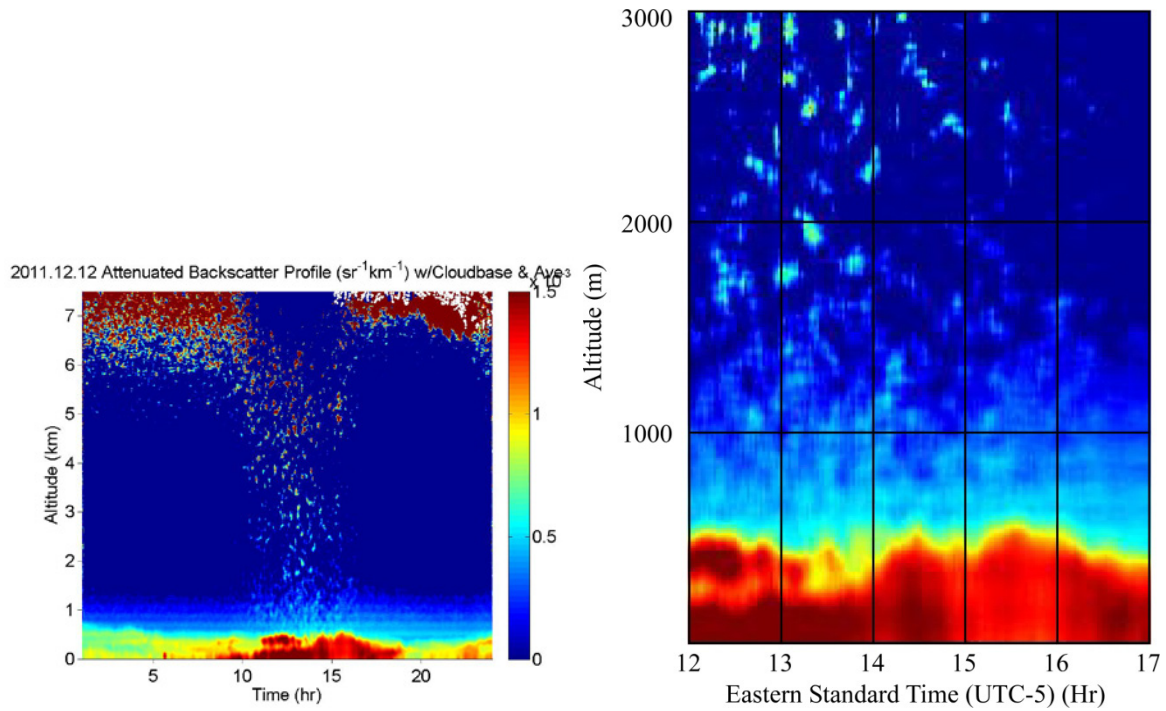 2011.12.12 Attenuated Backscatter Profile (sr⁻¹km⁻¹) w/Cloudbase & Ave
x 10⁻³
1.5
1
0.5
0
7
6
5
4
3
2
1
0
Altitude (km)
5 10 15 20
Time (hr)
3000
2000
1000
Altitude (m)
12 13 14 15 16 17
Eastern Standard Time (UTC-5) (Hr)